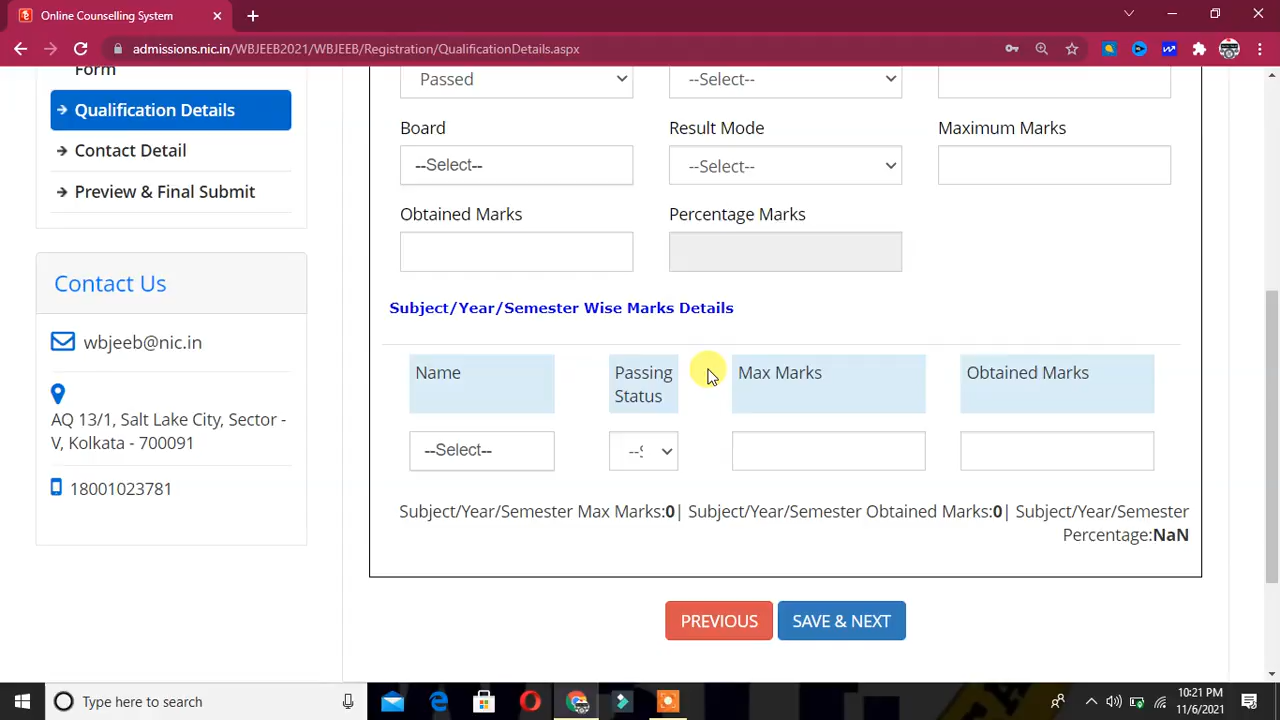 Online Counselling System
admissions.nic.in/WBJEEB2021/WBJEEB/Registration/QualificationDetails.aspx
Form
Qualification Details
Contact Detail
Preview & Final Submit
Contact Us
wbjeeb@nic.in
AQ 13/1, Salt Lake City, Sector -
V, Kolkata - 700091
18001023781
Passed --Select--
Board Result Mode Maximum Marks
--Select-- --Select--
Obtained Marks Percentage Marks
Subject/Year/Semester Wise Marks Details
Name Passing Status Max Marks Obtained Marks
--Select--
Subject/Year/Semester Max Marks:0| Subject/Year/Semester Obtained Marks:0| Subject/Year/Semester
Percentage:NaN
PREVIOUS SAVE & NEXT
Type here to search
10:21 PM
11/6/2021